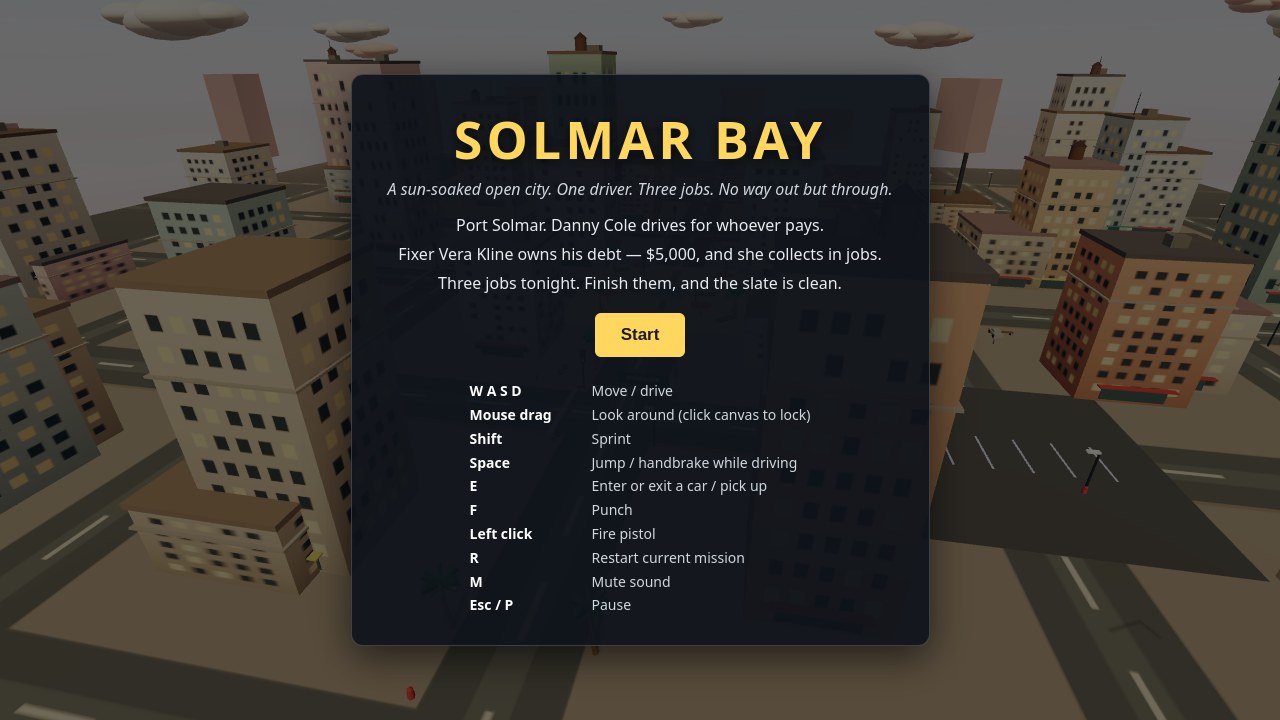 SOLMAR BAY
A sun-soaked open city. One driver. Three jobs. No way out but through.
Port Solmar. Danny Cole drives for whoever pays.
Fixer Vera Kline owns his debt — $5,000, and she collects in jobs.
Three jobs tonight. Finish them, and the slate is clean.
Start
W A S D Move / drive
Mouse drag Look around (click canvas to lock)
Shift Sprint
Space Jump / handbrake while driving
E Enter or exit a car / pick up
F Punch
Left click Fire pistol
R Restart current mission
M Mute sound
Esc / P Pause